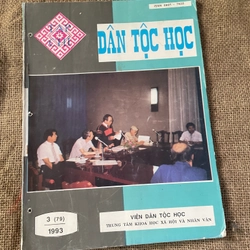 DÂN TỘC HỌC
3 (79)
1993
VIỆN DÂN TỘC HỌC
TRUNG TÂM KHOA HỌC XÃ HỘI VÀ NHÂN VĂN